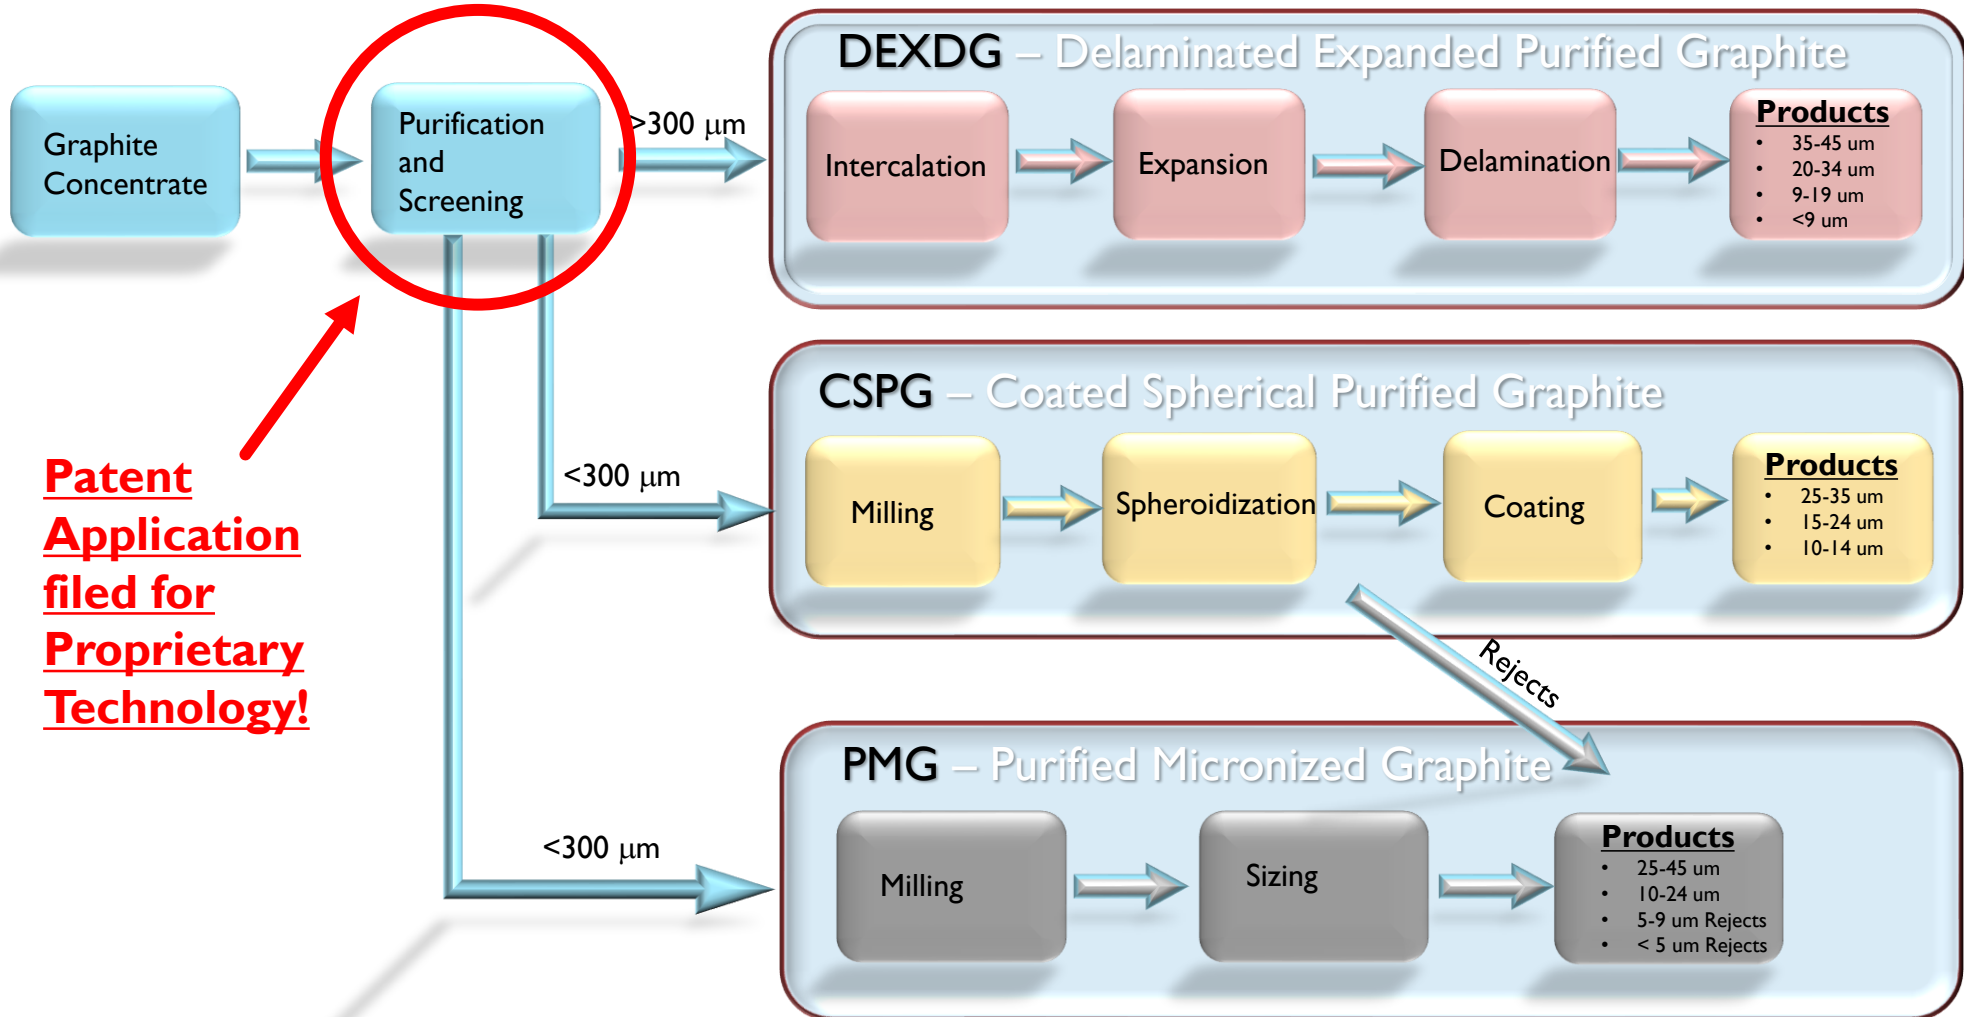 Graphite
Concentrate
Purification
and
Screening
>300 μm
<300 μm
<300 μm
Patent
Application
filed for
Proprietary
Technology!
DEXDG – Delaminated Expanded Purified Graphite
Intercalation
Expansion
Delamination
Products
• 35-45 um
• 20-34 um
• 9-19 um
• <9 um
CSPG – Coated Spherical Purified Graphite
Milling
Spheroidization
Coating
Products
• 25-35 um
• 15-24 um
• 10-14 um
Rejects
PMG – Purified Micronized Graphite
Milling
Sizing
Products
• 25-45 um
• 10-24 um
• 5-9 um Rejects
• < 5 um Rejects